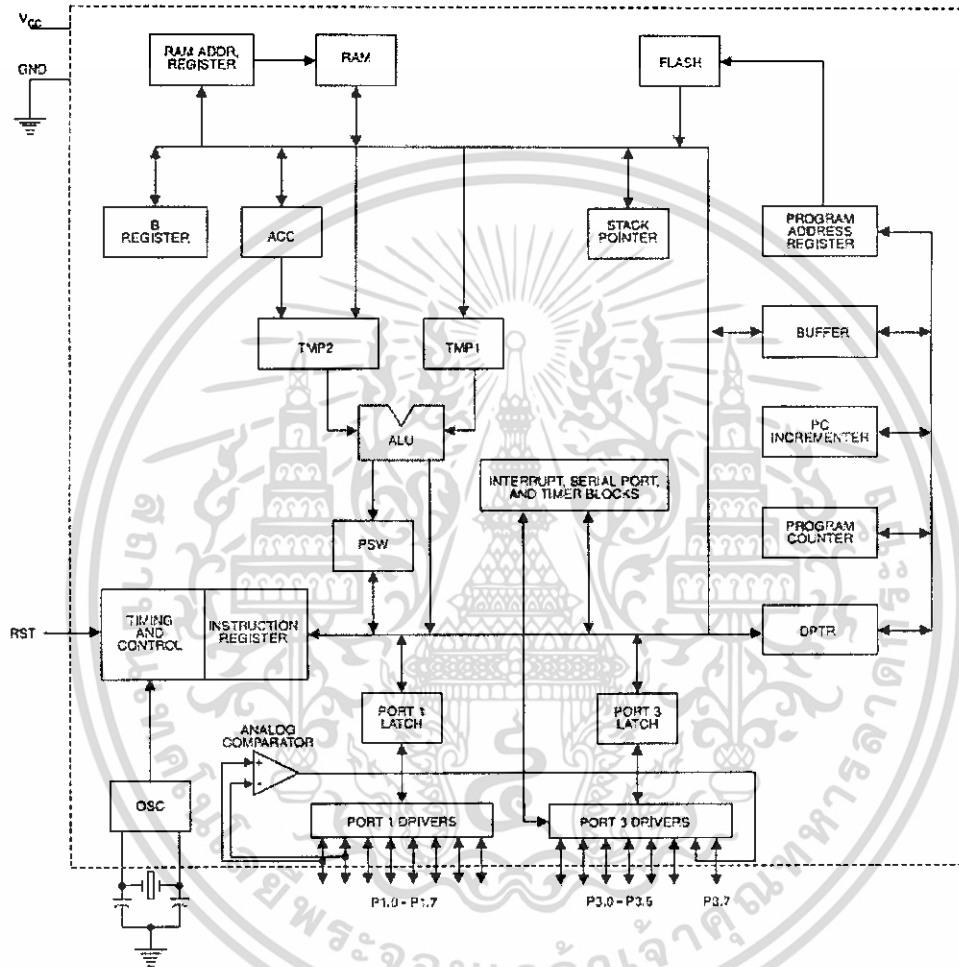 VCC
GND
RAM ADDR.
REGISTER
RAM
FLASH
B
REGISTER
ACC
STACK
POINTER
PROGRAM
ADDRESS
REGISTER
TMP2
TMP1
BUFFER
ALU
PC
INCREMENTER
INTERRUPT, SERIAL PORT,
AND TIMER BLOCKS
PSW
PROGRAM
COUNTER
RST
TIMING
AND
CONTROL
INSTRUCTION
REGISTER
DPTR
PORT 1
LATCH
PORT 3
LATCH
ANALOG
COMPARATOR
+
-
OSC
PORT 1 DRIVERS
PORT 3 DRIVERS
P1.0 - P1.7
P3.0 - P3.5
P3.7